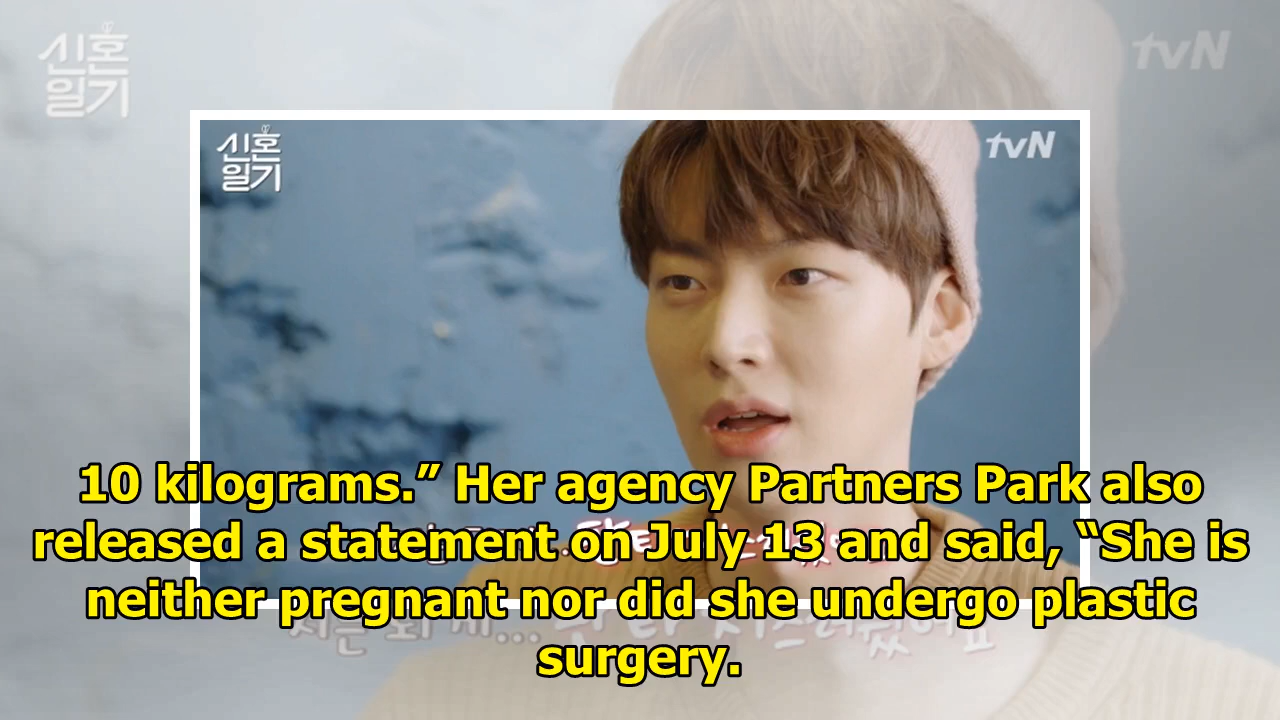 신혼
일기
tvN
신혼
일기
tvN
10 kilograms.” Her agency Partners Park also
released a statement on July 13 and said, “She is
neither pregnant nor did she undergo plastic
surgery.